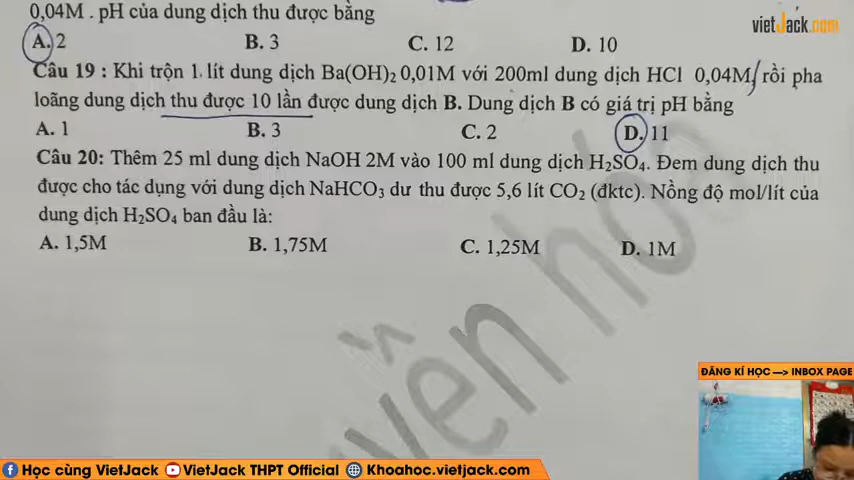 0,04M . pH của dung dịch thu được bằng
vietJack.com
A. 2 B. 3 C. 12 D. 10
Câu 19 : Khi trộn 1 lít dung dịch Ba(OH)₂ 0,01M với 200ml dung dịch HCl 0,04M, rồi pha
loãng dung dịch thu được 10 lần được dung dịch B. Dung dịch B có giá trị pH bằng
A. 1 B. 3 C. 2 D. 11
Câu 20: Thêm 25 ml dung dịch NaOH 2M vào 100 ml dung dịch H₂SO₄. Đem dung dịch thu
được cho tác dụng với dung dịch NaHCO₃ dư thu được 5,6 lít CO₂ (đktc). Nồng độ mol/lít của
dung dịch H₂SO₄ ban đầu là:
A. 1,5M B. 1,75M C. 1,25M D. 1M
ĐĂNG KÍ HỌC —> INBOX PAGE
Học cùng VietJack VietJack THPT Official Khoahoc.vietjack.com